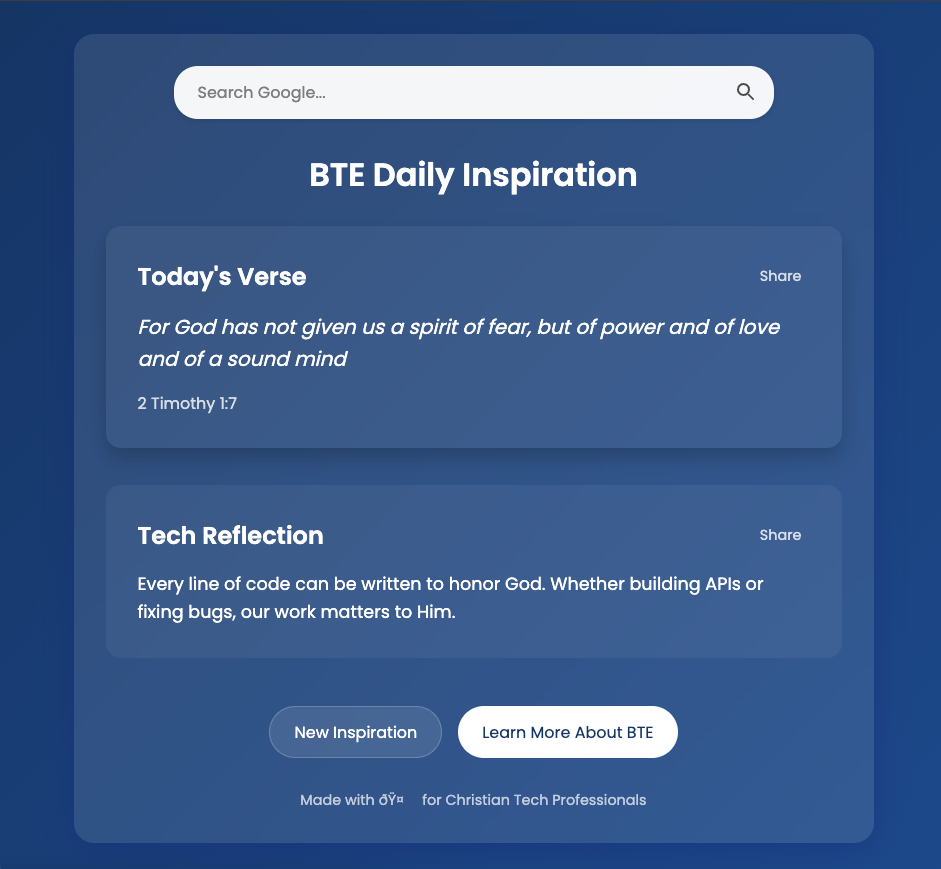 Search Google...
BTE Daily Inspiration
Today's Verse
Share
For God has not given us a spirit of fear, but of power and of love
and of a sound mind
2 Timothy 1:7
Tech Reflection
Share
Every line of code can be written to honor God. Whether building APIs or
fixing bugs, our work matters to Him.
New Inspiration
Learn More About BTE
Made with ðŸ¤ for Christian Tech Professionals